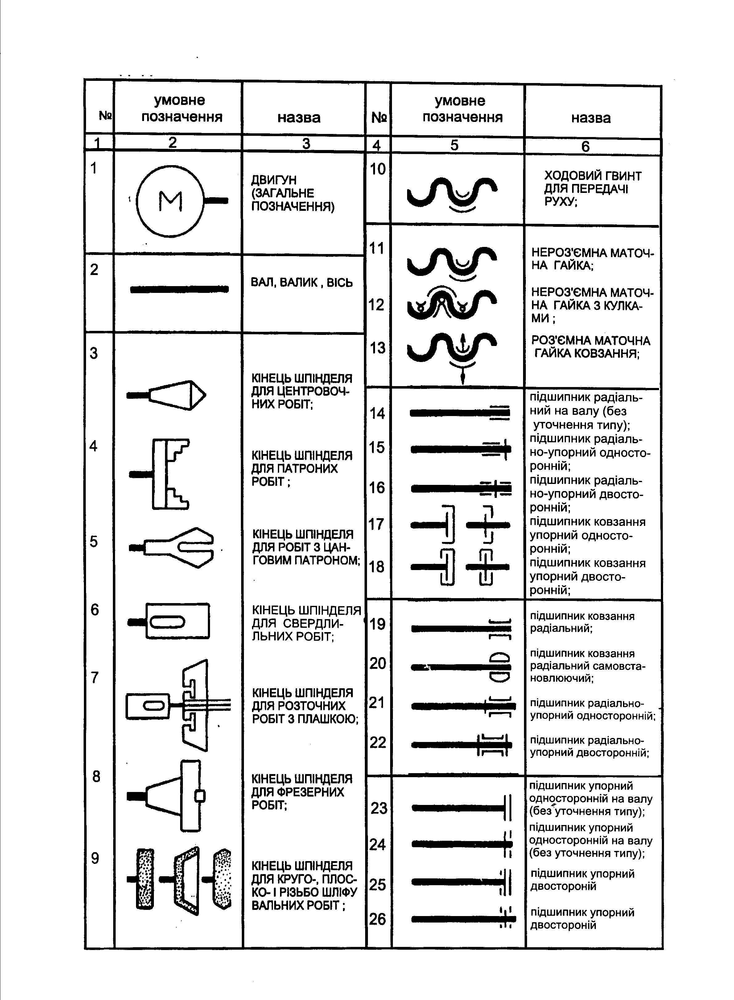 №
умовне
позначення
назва
№
умовне
позначення
назва
1
2
3
4
5
6
1
М
ДВИГУН
(ЗАГАЛЬНЕ
ПОЗНАЧЕННЯ)
2
ВАЛ, ВАЛИК , ВІСЬ
3
КІНЕЦЬ ШПІНДЕЛЯ
ДЛЯ ЦЕНТРОВОЧ-
НИХ РОБІТ;
4
КІНЕЦЬ ШПІНДЕЛЯ
ДЛЯ ПАТРОНИХ
РОБІТ ;
5
КІНЕЦЬ ШПІНДЕЛЯ
ДЛЯ РОБІТ З ЦАН-
ГОВИМ ПАТРОНОМ;
6
КІНЕЦЬ ШПІНДЕЛЯ
ДЛЯ СВЕРДЛИ-
ЛЬНИХ РОБІТ;
7
КІНЕЦЬ ШПІНДЕЛЯ
ДЛЯ РОЗТОЧНИХ
РОБІТ З ПЛАШКОЮ;
8
КІНЕЦЬ ШПІНДЕЛЯ
ДЛЯ ФРЕЗЕРНИХ
РОБІТ;
9
КІНЕЦЬ ШПІНДЕЛЯ
ДЛЯ КРУГО-, ПЛОС-
КО- І РІЗЬБО ШЛІФУ
ВАЛЬНИХ РОБІТ ;
10
ХОДОВИЙ ГВИНТ
ДЛЯ ПЕРЕДАЧІ
РУХУ;
11
НЕРОЗ'ЄМНА МАТОЧ-
НА ГАЙКА;
12
НЕРОЗ'ЄМНА МАТОЧ-
НА ГАЙКА З КУЛКА-
МИ ;
13
РОЗ'ЄМНА МАТОЧНА
ГАЙКА КОВЗАННЯ;
14
підшипник радіаль-
ний на валу (без
уточнення типу);
15
підшипник радіаль-
но-упорний односто-
ронній;
16
підшипник радіаль-
но-упорний двосто-
ронній;
17
підшипник ковзання
упорний односто-
ронній;
18
підшипник ковзання
упорний двосто-
ронній;
19
підшипник ковзання
радіальний;
20
підшипник ковзання
радіальний самовста-
новлюючий;
21
підшипник радіально-
упорний односторонній;
22
підшипник радіально-
упорний двосторонній;
23
підшипник упорний
односторонній на валу
(без уточнення типу);
24
підшипник упорний
односторонній на валу
(без уточнення типу);
25
підшипник упорний
двостороній
26
підшипник упорний
двостороній